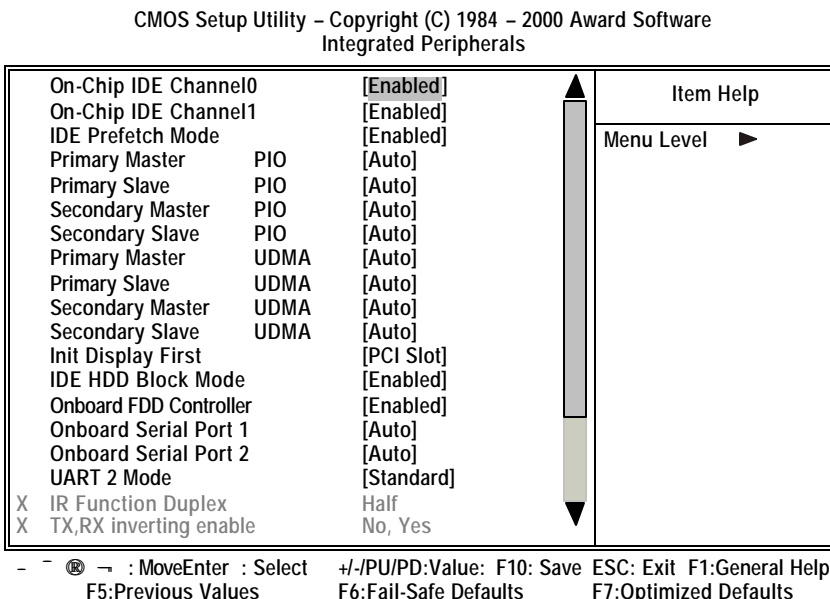 CMOS Setup Utility – Copyright (C) 1984 – 2000 Award Software
Integrated Peripherals
On-Chip IDE Channel0 [Enabled]
On-Chip IDE Channel1 [Enabled]
IDE Prefetch Mode [Enabled]
Primary Master PIO [Auto]
Primary Slave PIO [Auto]
Secondary Master PIO [Auto]
Secondary Slave PIO [Auto]
Primary Master UDMA [Auto]
Primary Slave UDMA [Auto]
Secondary Master UDMA [Auto]
Secondary Slave UDMA [Auto]
Init Display First [PCI Slot]
IDE HDD Block Mode [Enabled]
Onboard FDD Controller [Enabled]
Onboard Serial Port 1 [Auto]
Onboard Serial Port 2 [Auto]
UART 2 Mode [Standard]
X IR Function Duplex Half
X TX,RX inverting enable No, Yes
Item Help
Menu Level ►
– ¯ ® ¬ : MoveEnter : Select +/-/PU/PD:Value: F10: Save ESC: Exit F1:General Help
F5:Previous Values F6:Fail-Safe Defaults F7:Optimized Defaults